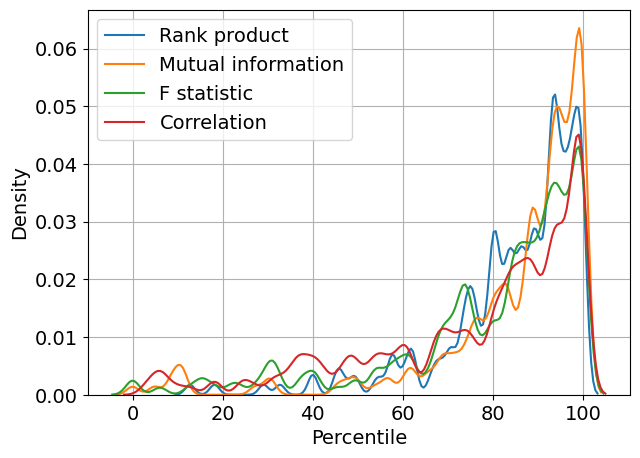 Rank product
Mutual information
F statistic
Correlation
Density
0.06
0.05
0.04
0.03
0.02
0.01
0.00
0 20 40 60 80 100
Percentile